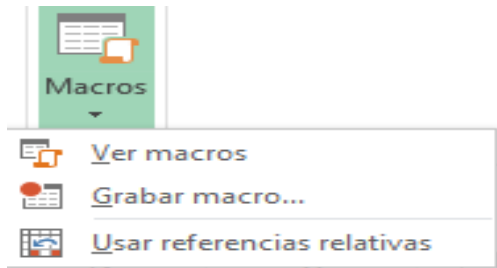 Macros
Ver macros
Grabar macro...
Usar referencias relativas